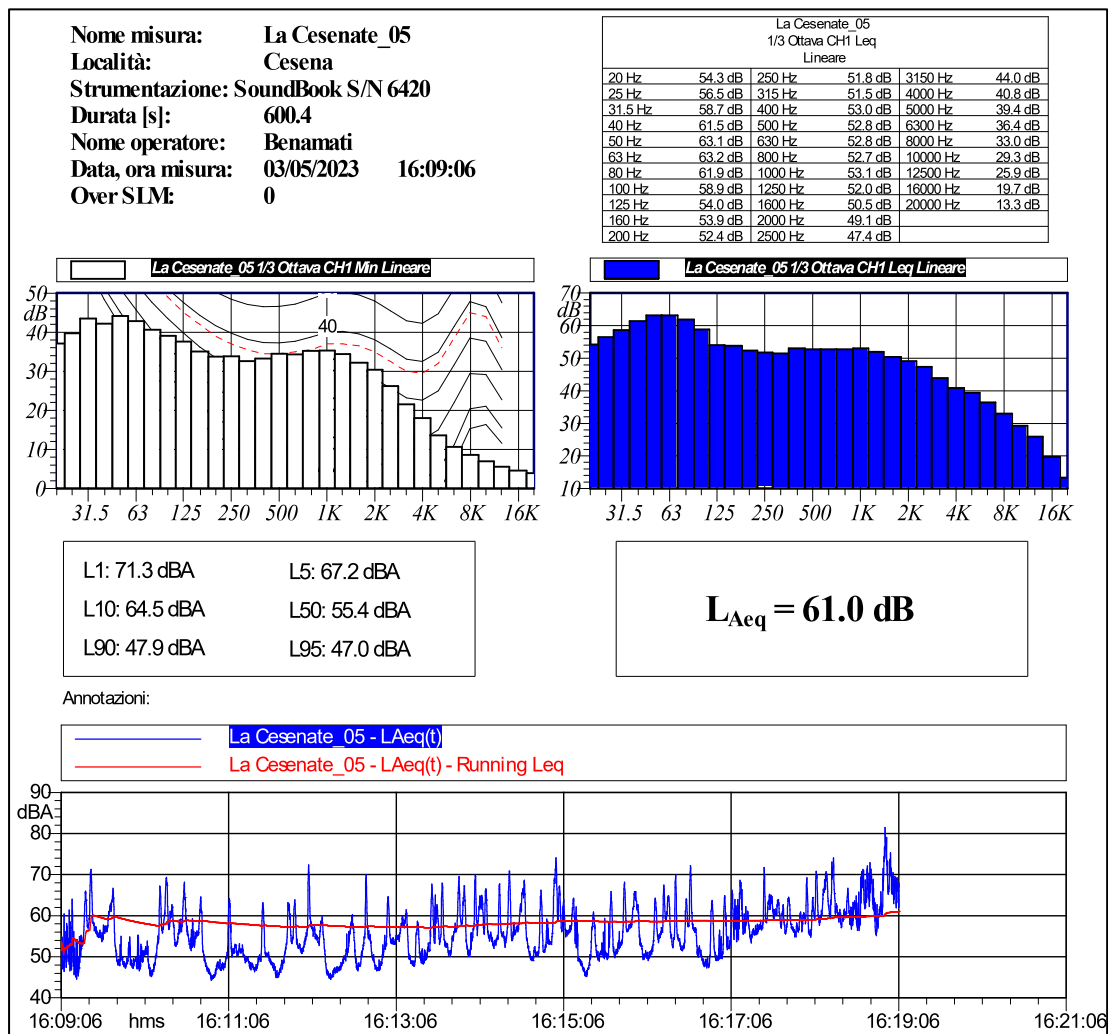 Nome misura: La Cesenate_05
Località: Cesena
Strumentazione: SoundBook S/N 6420
Durata [s]: 600.4
Nome operatore: Benamati
Data, ora misura: 03/05/2023 16:09:06
Over SLM: 0
La Cesenate_05
1/3 Ottava CH1 Leq
Lineare
20 Hz 54.3 dB 250 Hz 51.8 dB 3150 Hz 44.0 dB
25 Hz 56.5 dB 315 Hz 51.5 dB 4000 Hz 40.8 dB
31.5 Hz 58.7 dB 400 Hz 53.0 dB 5000 Hz 39.4 dB
40 Hz 61.5 dB 500 Hz 52.8 dB 6300 Hz 36.4 dB
50 Hz 63.1 dB 630 Hz 52.8 dB 8000 Hz 33.0 dB
63 Hz 63.2 dB 800 Hz 52.7 dB 10000 Hz 29.3 dB
80 Hz 61.9 dB 1000 Hz 53.1 dB 12500 Hz 25.9 dB
100 Hz 58.9 dB 1250 Hz 52.0 dB 16000 Hz 19.7 dB
125 Hz 54.0 dB 1600 Hz 50.5 dB 20000 Hz 13.3 dB
160 Hz 53.9 dB 2000 Hz 49.1 dB
200 Hz 52.4 dB 2500 Hz 47.4 dB
La Cesenate_05 1/3 Ottava CH1 Min Lineare
50
dB
40
30
20
10
0
40
31.5 63 125 250 500 1K 2K 4K 8K 16K
La Cesenate_05 1/3 Ottava CH1 Leq Lineare
70
dB
60
50
40
30
20
10
31.5 63 125 250 500 1K 2K 4K 8K 16K
L1: 71.3 dBA L5: 67.2 dBA
L10: 64.5 dBA L50: 55.4 dBA
L90: 47.9 dBA L95: 47.0 dBA
LAeq = 61.0 dB
Annotazioni:
La Cesenate_05 - LAeq(t)
La Cesenate_05 - LAeq(t) - Running Leq
90
dBA
80
70
60
50
40
16:09:06 hms 16:11:06 16:13:06 16:15:06 16:17:06 16:19:06 16:21:06